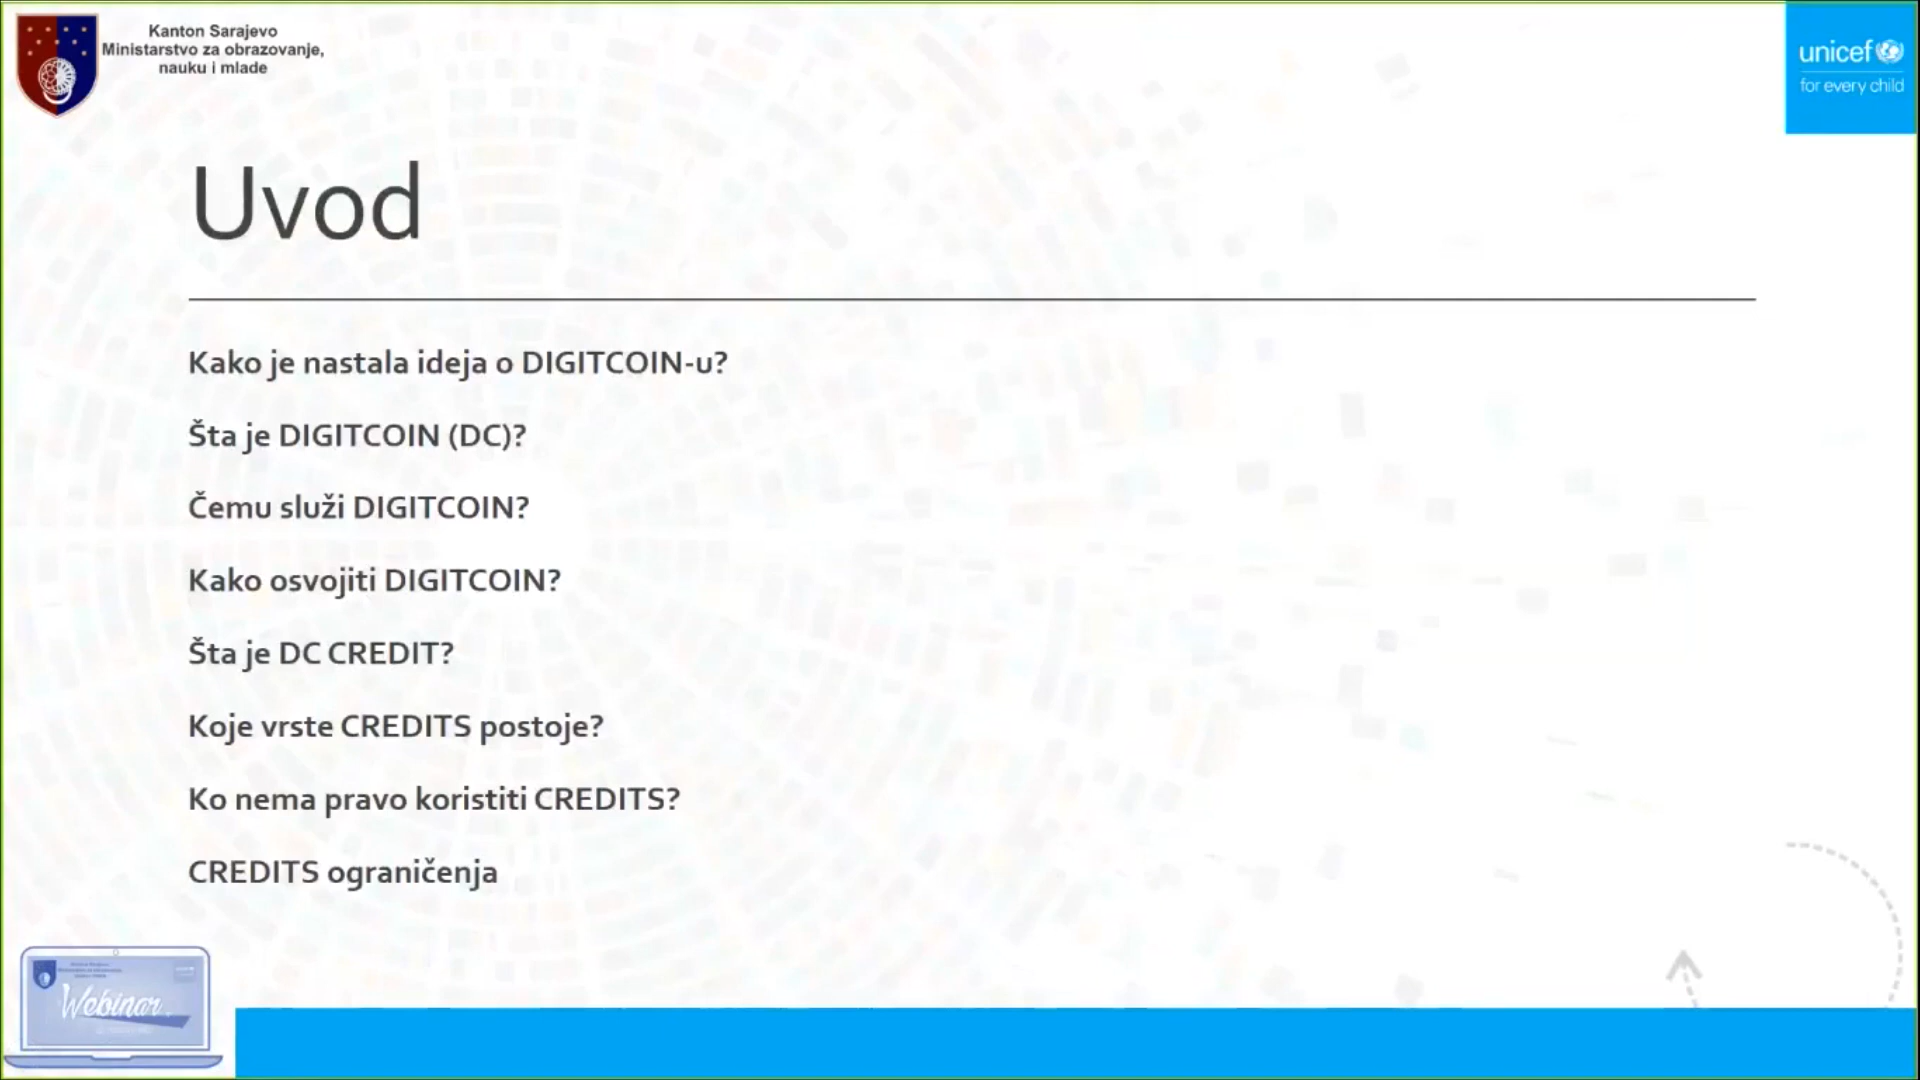 Kanton Sarajevo
Ministarstvo za obrazovanje,
nauku i mlade
unicef
for every child
Uvod
Kako je nastala ideja o DIGITCOIN-u?
Šta je DIGITCOIN (DC)?
Čemu služi DIGITCOIN?
Kako osvojiti DIGITCOIN?
Šta je DC CREDIT?
Koje vrste CREDITS postoje?
Ko nema pravo koristiti CREDITS?
CREDITS ograničenja
Webinar